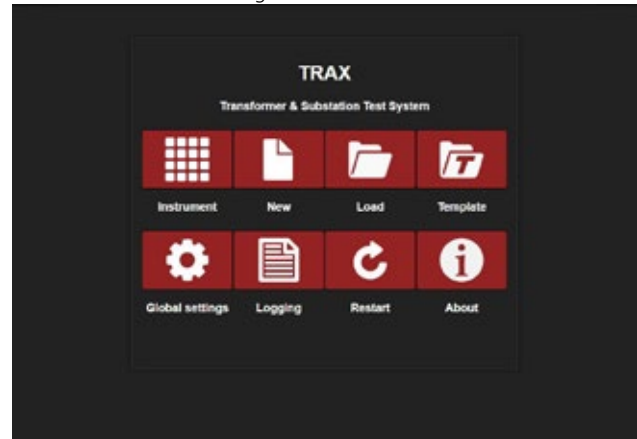 TRAX
Transformer & Substation Test System
Instrument New Load Template
Global settings Logging Restart About